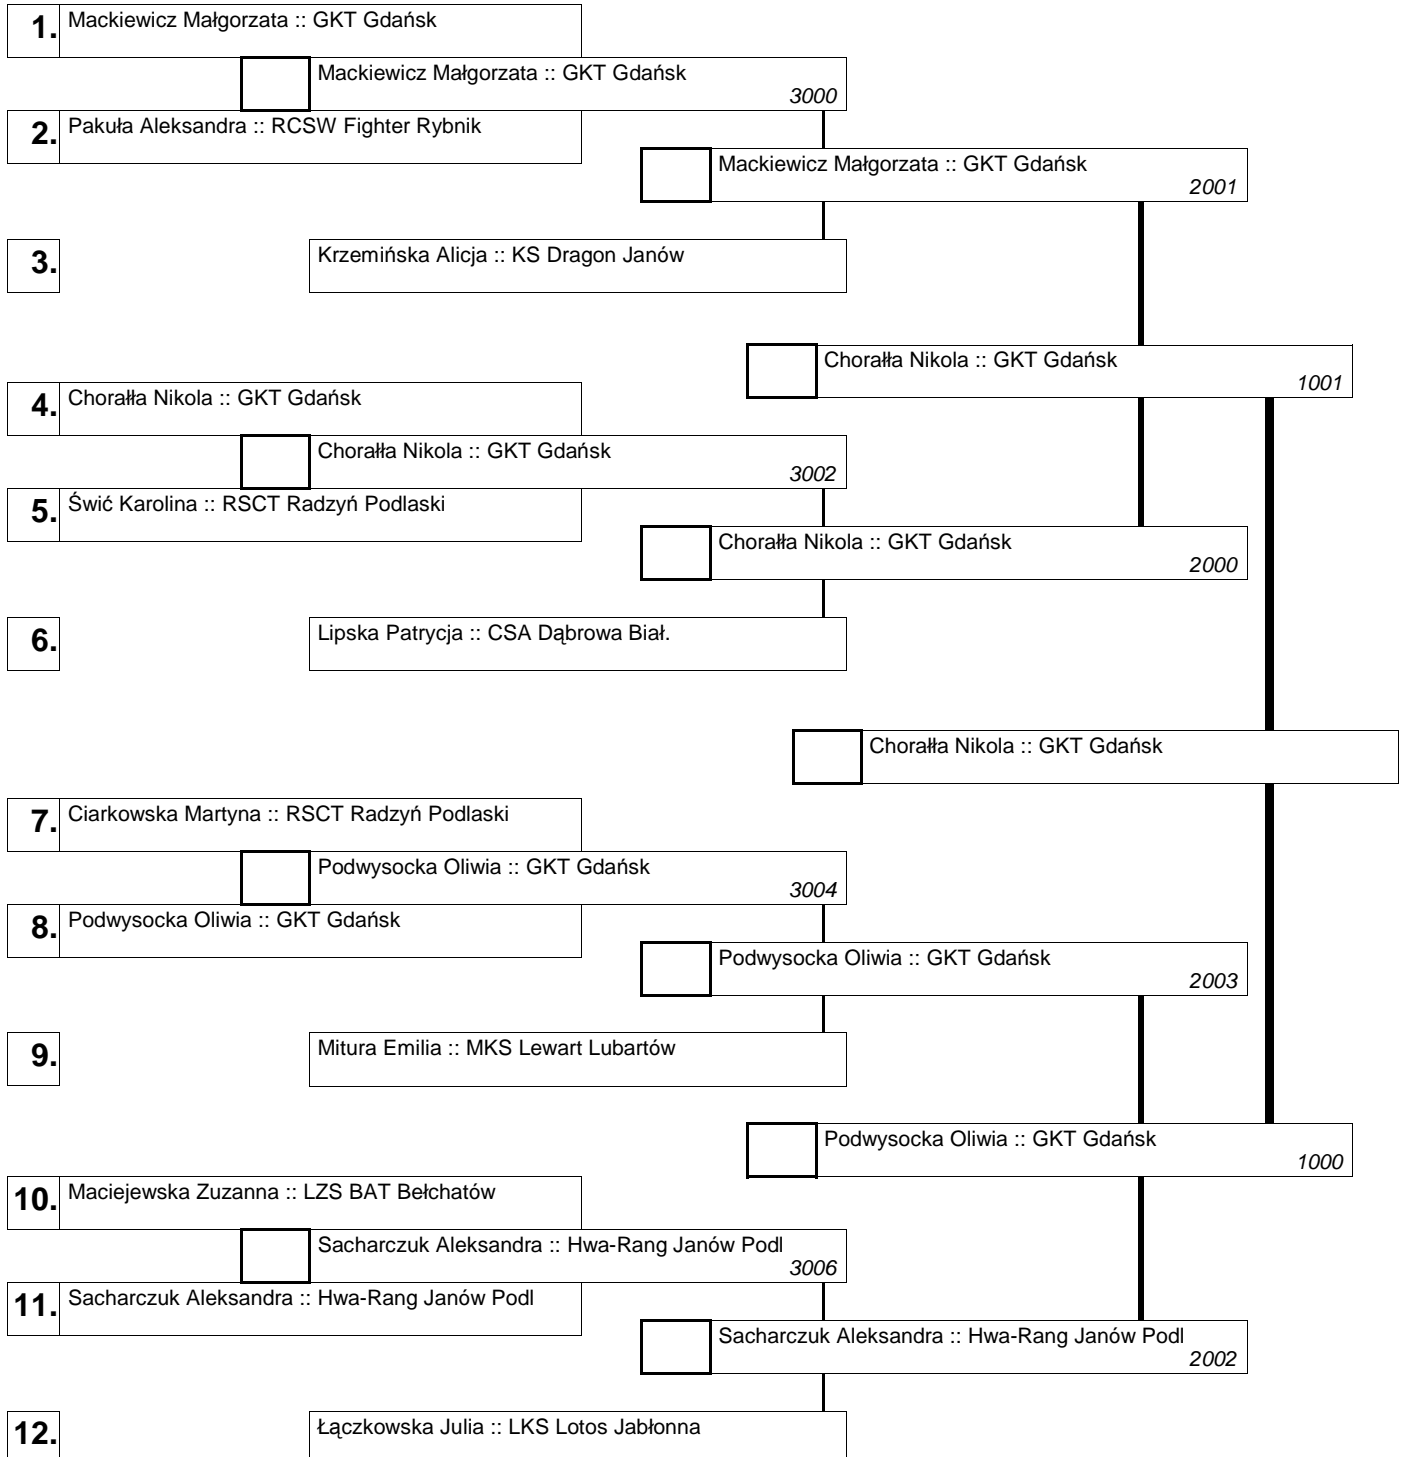 1. Mackiewicz Małgorzata :: GKT Gdańsk
Mackiewicz Małgorzata :: GKT Gdańsk
3000
2. Pakuła Aleksandra :: RCSW Fighter Rybnik
Mackiewicz Małgorzata :: GKT Gdańsk
2001
3. Krzemińska Alicja :: KS Dragon Janów
Chorałła Nikola :: GKT Gdańsk
1001
4. Chorałła Nikola :: GKT Gdańsk
Chorałła Nikola :: GKT Gdańsk
3002
5. Świć Karolina :: RSCT Radzyń Podlaski
Chorałła Nikola :: GKT Gdańsk
2000
6. Lipska Patrycja :: CSA Dąbrowa Biał.
Chorałła Nikola :: GKT Gdańsk
7. Ciarkowska Martyna :: RSCT Radzyń Podlaski
Podwysocka Oliwia :: GKT Gdańsk
3004
8. Podwysocka Oliwia :: GKT Gdańsk
Podwysocka Oliwia :: GKT Gdańsk
2003
9. Mitura Emilia :: MKS Lewart Lubartów
Podwysocka Oliwia :: GKT Gdańsk
1000
10. Maciejewska Zuzanna :: LZS BAT Bełchatów
Sacharczuk Aleksandra :: Hwa-Rang Janów Podl
3006
11. Sacharczuk Aleksandra :: Hwa-Rang Janów Podl
Sacharczuk Aleksandra :: Hwa-Rang Janów Podl
2002
12. Łączkowska Julia :: LKS Lotos Jabłonna